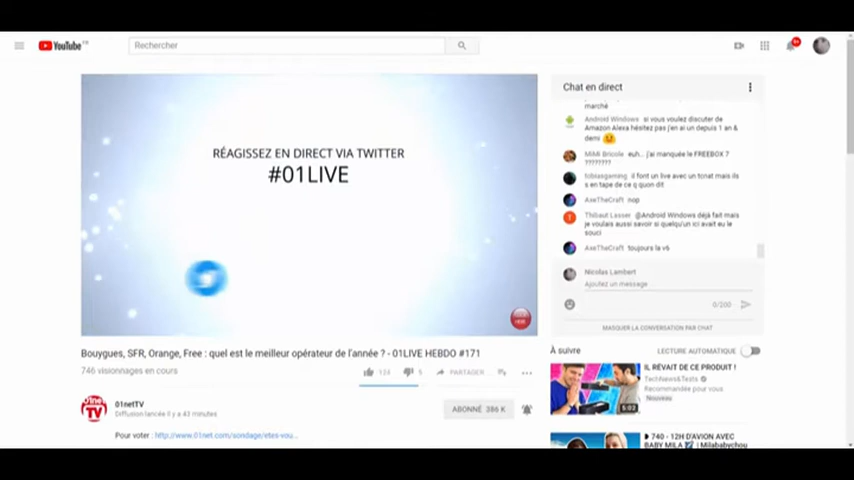 YouTube FR
Rechercher
9+
RÉAGISSEZ EN DIRECT VIA TWITTER
#01LIVE
Bouygues, SFR, Orange, Free : quel est le meilleur opérateur de l'année ? - 01LIVE HEBDO #171
746 visionnages en cours
PARTAGER
01netTV
Diffusion lancée il y a 43 minutes
ABONNÉ 386 K
Pour voter : http://www.01net.com/sondage/etes-vou...
Chat en direct
marché
Android Windows si vous voulez discuter de
Amazon Alexa hésitez pas j'en ai un depuis 1 an &
demi
MiMi Bricole euh... j'ai manquée le FREEBOX 7
????????
tobiasgaming il font un live avec un tonat mais ils
s en tape de ce q quon dit
AxeTheCraft nop
Thibaut Lasser @Android Windows déjà fait mais
je voulais aussi savoir si quelqu'un ici avait eu le
souci
AxeTheCraft toujours la v6
Nicolas Lambert
Ajoutez un message
0/200
MASQUER LA CONVERSATION PAR CHAT
À suivre
LECTURE AUTOMATIQUE
IL RÊVAIT DE CE PRODUIT !
TechNews&Tests
Recommandée pour vous
Nouveau
5:02
740 - 12H D'AVION AVEC
BABY MILA | Milababychou